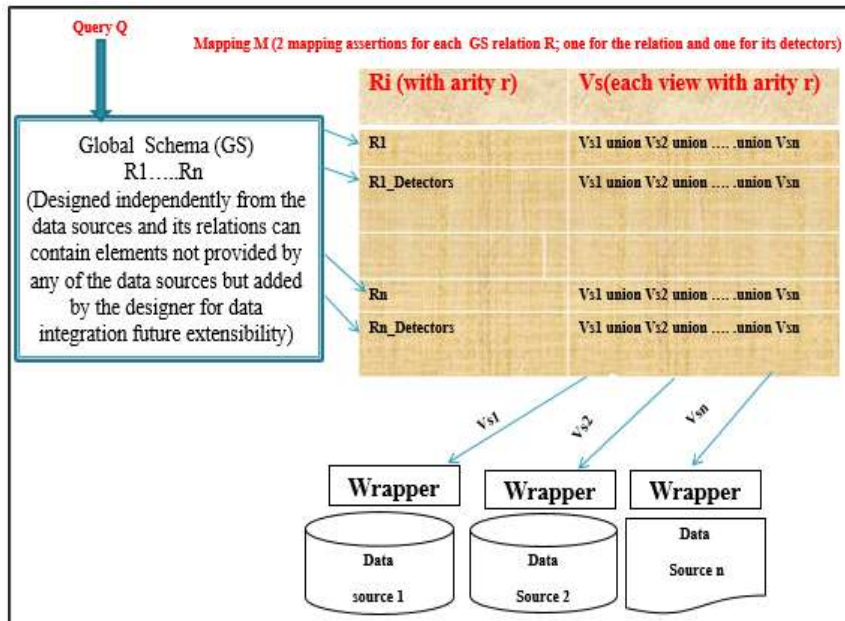 Query Q
Mapping M (2 mapping assertions for each GS relation R; one for the relation and one for its detectors)
Ri (with arity r)
Vs(each view with arity r)
Global Schema (GS)
R1…..Rn
(Designed independently from the
data sources and its relations can
contain elements not provided by
any of the data sources but added
by the designer for data
integration future extensibility)
R1
Vs1 union Vs2 union ..... .....union Vsn
R1_Detectors
Vs1 union Vs2 union ..... .....union Vsn
Rn
Vs1 union Vs2 union ..... .....union Vsn
Rn_Detectors
Vs1 union Vs2 union ..... .....union Vsn
Vs1
Vs2
Vsn
Wrapper
Wrapper
Wrapper
Data
source 1
Data
Source 2
Data
Source n